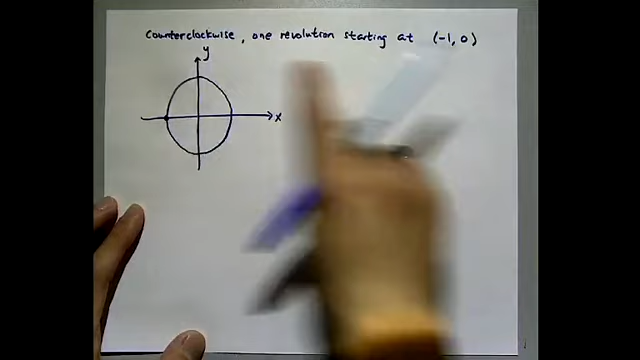 Counterclockwise, one revolution starting at (-1, 0)
y
x